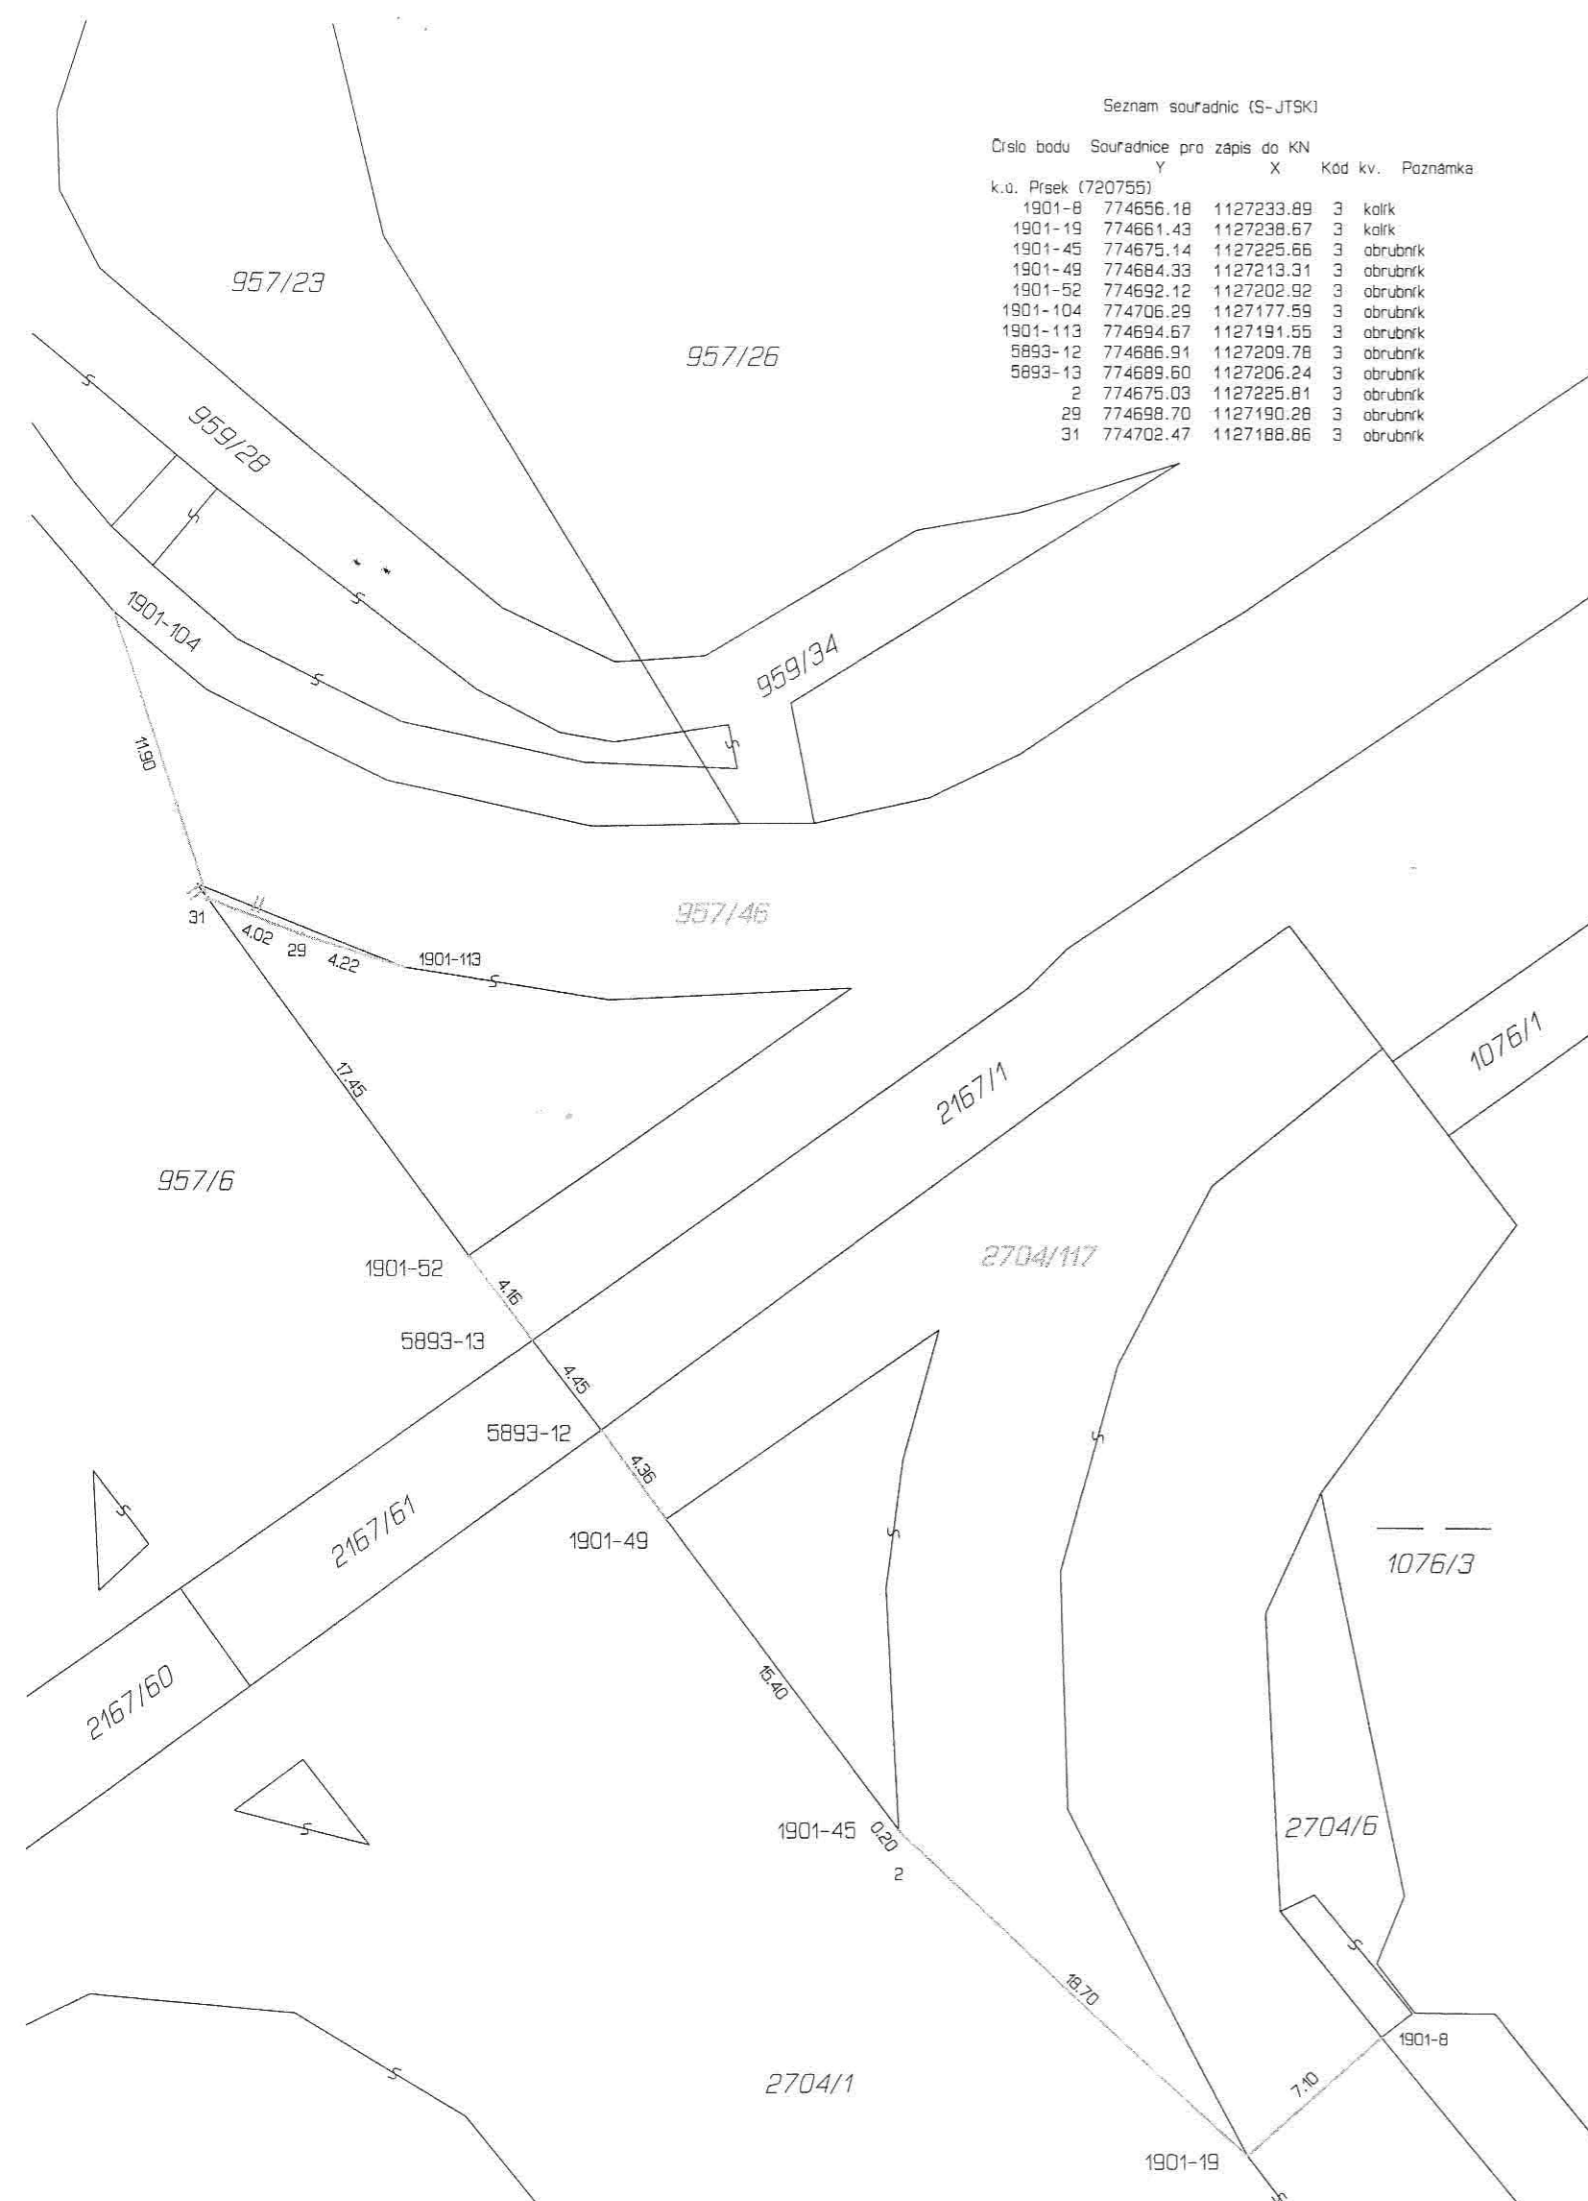 Seznam souřadnic (S-JTSK)
Číslo bodu Souřadnice pro zápis do KN
Y X Kód kv. Poznámka
k.ú. Písek (720755)
1901-8 774656.18 1127233.89 3 kolík
1901-19 774661.43 1127238.67 3 kolík
1901-45 774675.14 1127225.66 3 obrubník
1901-49 774684.33 1127213.31 3 obrubník
1901-52 774692.12 1127202.92 3 obrubník
1901-104 774706.29 1127177.59 3 obrubník
1901-113 774694.67 1127191.55 3 obrubník
5893-12 774686.91 1127209.78 3 obrubník
5893-13 774689.60 1127206.24 3 obrubník
2 774675.03 1127225.81 3 obrubník
29 774698.70 1127190.28 3 obrubník
31 774702.47 1127188.86 3 obrubník
957/23
957/26
959/28
1901-104
959/34
11.90
31
4.02
29
4.22
1901-113
957/46
17.45
2167/1
1076/1
957/6
1901-52
4.16
2704/117
5893-13
4.45
5893-12
4.36
2167/61
1901-49
1076/3
2167/60
15.40
1901-45
0.20
2
2704/6
18.70
1901-8
2704/1
7.10
1901-19